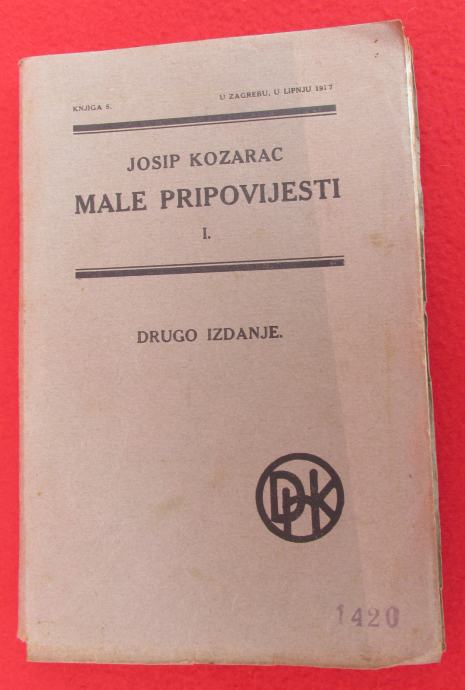 KNJIGA 5.
U ZAGREBU, U LIPNJU 1917
JOSIP KOZARAC
MALE PRIPOVIJESTI
I.
DRUGO IZDANJE.
DHK
1420